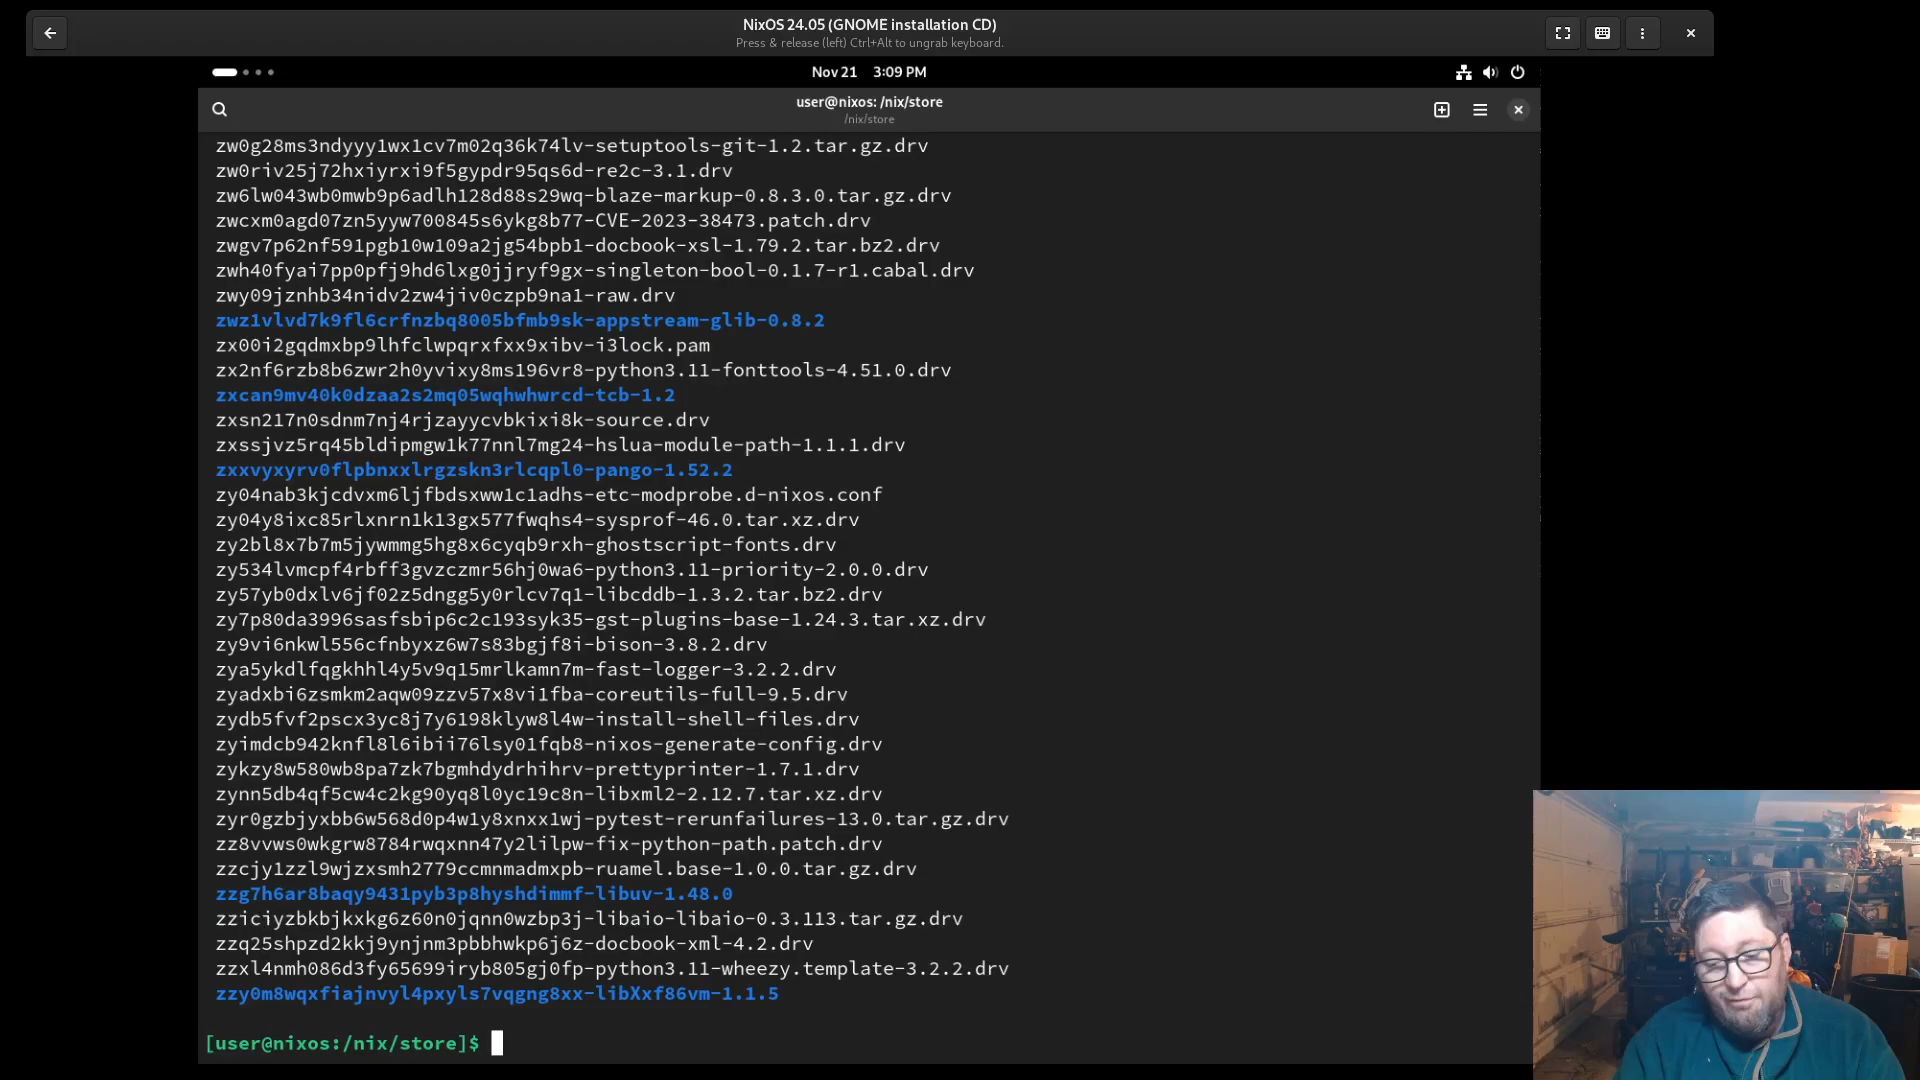 NixOS 24.05 (GNOME installation CD)
Press & release (left) Ctrl+Alt to ungrab keyboard.
Nov 21 3:09 PM
user@nixos: /nix/store
/nix/store
zw0g28ms3ndyyy1wx1cv7m02q36k74lv-setuptools-git-1.2.tar.gz.drv
zw0riv25j72hxiyrxi9f5gypdr95qs6d-re2c-3.1.drv
zw6lw043wb0mwb9p6adlh128d88s29wq-blaze-markup-0.8.3.0.tar.gz.drv
zwcxm0agd07zn5yyw700845s6ykg8b77-CVE-2023-38473.patch.drv
zwgv7p62nf591pgb10w109a2jg54bpb1-docbook-xsl-1.79.2.tar.bz2.drv
zwh40fyai7pp0pfj9hd6lxg0jjryf9gx-singleton-bool-0.1.7-r1.cabal.drv
zwy09jznhb34nidv2zw4jiv0czpb9na1-raw.drv
zwz1vlvd7k9fl6crfnzbq8005bfmb9sk-appstream-glib-0.8.2
zx00i2gqdmxbp9lhfclwpqrxfxx9xibv-i3lock.pam
zx2nf6rzb8b6zwr2h0yvixy8ms196vr8-python3.11-fonttools-4.51.0.drv
zxcan9mv40k0dzaa2s2mq05wqhwhwrcd-tcb-1.2
zxsn217n0sdnm7nj4rjzayycvbkixi8k-source.drv
zxssjvz5rq45bldipmgw1k77nnl7mg24-hslua-module-path-1.1.1.drv
zxxvyxyrv0flpbnxxlrgzskn3rlcqpl0-pango-1.52.2
zy04nab3kjcdvxm6ljfbdsxww1c1adhs-etc-modprobe.d-nixos.conf
zy04y8ixc85rlxnrn1k13gx577fwqhs4-sysprof-46.0.tar.xz.drv
zy2bl8x7b7m5jywmmg5hg8x6cyqb9rxh-ghostscript-fonts.drv
zy534lvmcpf4rbff3gvzczmr56hj0wa6-python3.11-priority-2.0.0.drv
zy57yb0dxlv6jf02z5dngg5y0rlcv7q1-libcddb-1.3.2.tar.bz2.drv
zy7p80da3996sasfsbip6c2c193syk35-gst-plugins-base-1.24.3.tar.xz.drv
zy9vi6nkwl556cfnbyxz6w7s83bgjf8i-bison-3.8.2.drv
zya5ykdlfqgkhhl4y5v9q15mrlkamn7m-fast-logger-3.2.2.drv
zyadxbi6zsmkm2aqw09zzv57x8vi1fba-coreutils-full-9.5.drv
zydb5fvf2pscx3yc8j7y6198klyw8l4w-install-shell-files.drv
zyimdcb942knfl8l6ibii76lsy01fqb8-nixos-generate-config.drv
zykzy8w580wb8pa7zk7bgmhdydrhihrv-prettyprinter-1.7.1.drv
zynn5db4qf5cw4c2kg90yq8l0yc19c8n-libxml2-2.12.7.tar.xz.drv
zyr0gzbjyxbb6w568d0p4w1y8xnxx1wj-pytest-rerunfailures-13.0.tar.gz.drv
zz8vvws0wkgrw8784rwqxnn47y2lilpw-fix-python-path.patch.drv
zzcjy1zzl9wjzxsmh2779ccmnmadmxpb-ruamel.base-1.0.0.tar.gz.drv
zzg7h6ar8baqy9431pyb3p8hyshdimmf-libuv-1.48.0
zziciyzbkbjkxkg6z60n0jqnn0wzbp3j-libaio-libaio-0.3.113.tar.gz.drv
zzq25shpzd2kkj9ynjnm3pbbhwkp6j6z-docbook-xml-4.2.drv
zzxl4nmh086d3fy65699iryb805gj0fp-python3.11-wheezy.template-3.2.2.drv
zzy0m8wqxfiajnvyl4pxyls7vqgng8xx-libXxf86vm-1.1.5
[user@nixos:/nix/store]$